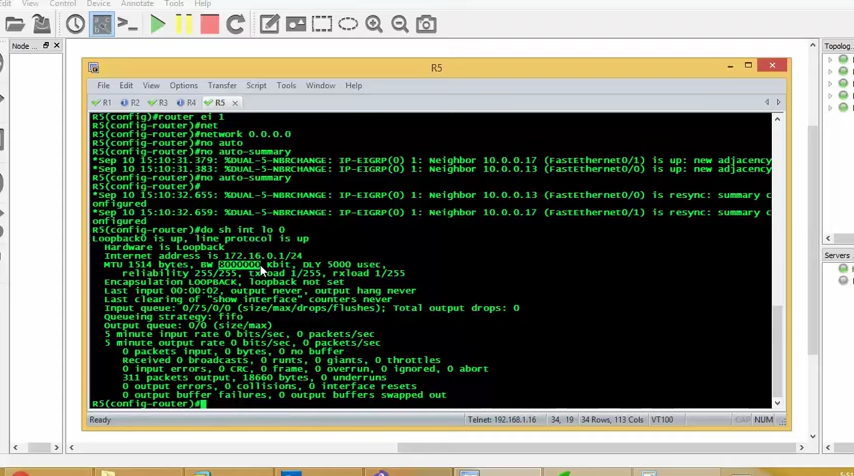 View
Control
Device
Annotate
Tools
Help
Node ...
Topolog...
R5
File Edit View Options Transfer Script Tools Window Help
R1 R2 R3 R4 R5
R5(config)#router ei 1
R5(config-router)#net
R5(config-router)#network 0.0.0.0
R5(config-router)#no auto
R5(config-router)#no auto-summary
*Sep 10 15:10:31.379: %DUAL-5-NBRCHANGE: IP-EIGRP(0) 1: Neighbor 10.0.0.17 (FastEthernet0/1) is up: new adjacency
*Sep 10 15:10:31.383: %DUAL-5-NBRCHANGE: IP-EIGRP(0) 1: Neighbor 10.0.0.13 (FastEthernet0/0) is up: new adjacency
R5(config-router)#no auto-summary
R5(config-router)#
*Sep 10 15:10:32.655: %DUAL-5-NBRCHANGE: IP-EIGRP(0) 1: Neighbor 10.0.0.13 (FastEthernet0/0) is resync: summary c
onfigured
*Sep 10 15:10:32.659: %DUAL-5-NBRCHANGE: IP-EIGRP(0) 1: Neighbor 10.0.0.17 (FastEthernet0/1) is resync: summary c
onfigured
R5(config-router)#do sh int lo 0
Loopback0 is up, line protocol is up
Hardware is Loopback
Internet address is 172.16.0.1/24
MTU 1514 bytes, BW 8000000 Kbit, DLY 5000 usec,
reliability 255/255, txload 1/255, rxload 1/255
Encapsulation LOOPBACK, loopback not set
Last input 00:00:02, output never, output hang never
Last clearing of "show interface" counters never
Input queue: 0/75/0/0 (size/max/drops/flushes); Total output drops: 0
Queueing strategy: fifo
Output queue: 0/0 (size/max)
5 minute input rate 0 bits/sec, 0 packets/sec
5 minute output rate 0 bits/sec, 0 packets/sec
0 packets input, 0 bytes, 0 no buffer
Received 0 broadcasts, 0 runts, 0 giants, 0 throttles
0 input errors, 0 CRC, 0 frame, 0 overrun, 0 ignored, 0 abort
311 packets output, 18660 bytes, 0 underruns
0 output errors, 0 collisions, 0 interface resets
0 output buffer failures, 0 output buffers swapped out
R5(config-router)#
Servers
Ready Telnet: 192.168.1.16 34, 19 34 Rows, 113 Cols VT100 CAP NUM